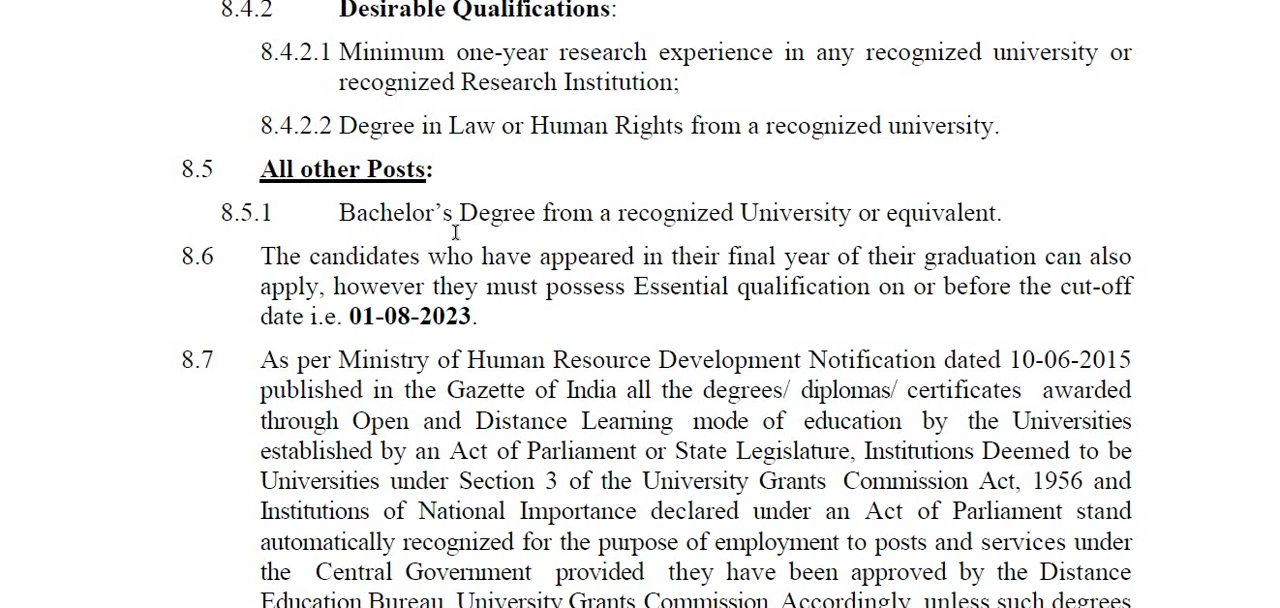 8.4.2 Desirable Qualifications:
8.4.2.1 Minimum one-year research experience in any recognized university or
recognized Research Institution;
8.4.2.2 Degree in Law or Human Rights from a recognized university.
8.5 All other Posts:
8.5.1 Bachelor’s Degree from a recognized University or equivalent.
8.6 The candidates who have appeared in their final year of their graduation can also
apply, however they must possess Essential qualification on or before the cut-off
date i.e. 01-08-2023.
8.7 As per Ministry of Human Resource Development Notification dated 10-06-2015
published in the Gazette of India all the degrees/ diplomas/ certificates awarded
through Open and Distance Learning mode of education by the Universities
established by an Act of Parliament or State Legislature, Institutions Deemed to be
Universities under Section 3 of the University Grants Commission Act, 1956 and
Institutions of National Importance declared under an Act of Parliament stand
automatically recognized for the purpose of employment to posts and services under
the Central Government provided they have been approved by the Distance
Education Bureau, University Grants Commission. Accordingly, unless such degrees